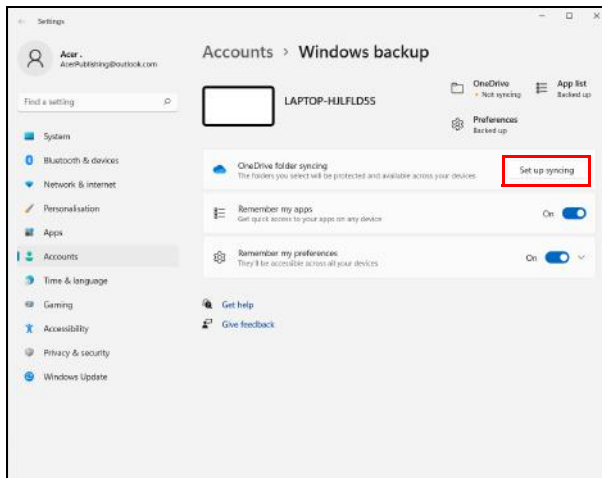 Settings
Acer .
AcerPublishing@outlook.com
Find a setting
System
Bluetooth & devices
Network & internet
Personalisation
Apps
Accounts
Time & language
Gaming
Accessibility
Privacy & security
Windows Update
Accounts > Windows backup
LAPTOP-HJLFLD5S
OneDrive
• Not syncing
App list
Backed up
Preferences
Backed up
OneDrive folder syncing
The folders you select will be protected and available across your devices
Set up syncing
Remember my apps
Get quick access to your apps on any device
On
Remember my preferences
They'll be accessible across all your devices
On
Get help
Give feedback